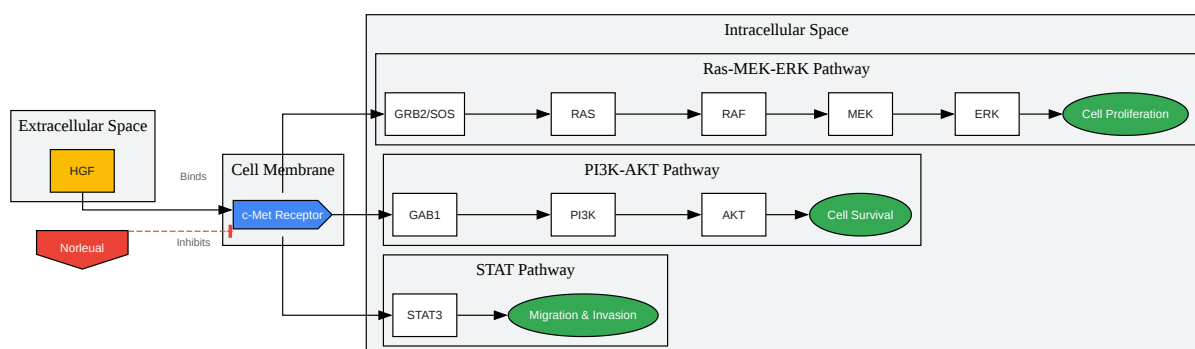 Intracellular Space
Ras-MEK-ERK Pathway
GRB2/SOS
RAS
RAF
MEK
ERK
Cell Proliferation
Extracellular Space
HGF
Binds
Cell Membrane
c-Met Receptor
Norleual
Inhibits
PI3K-AKT Pathway
GAB1
PI3K
AKT
Cell Survival
STAT Pathway
STAT3
Migration & Invasion